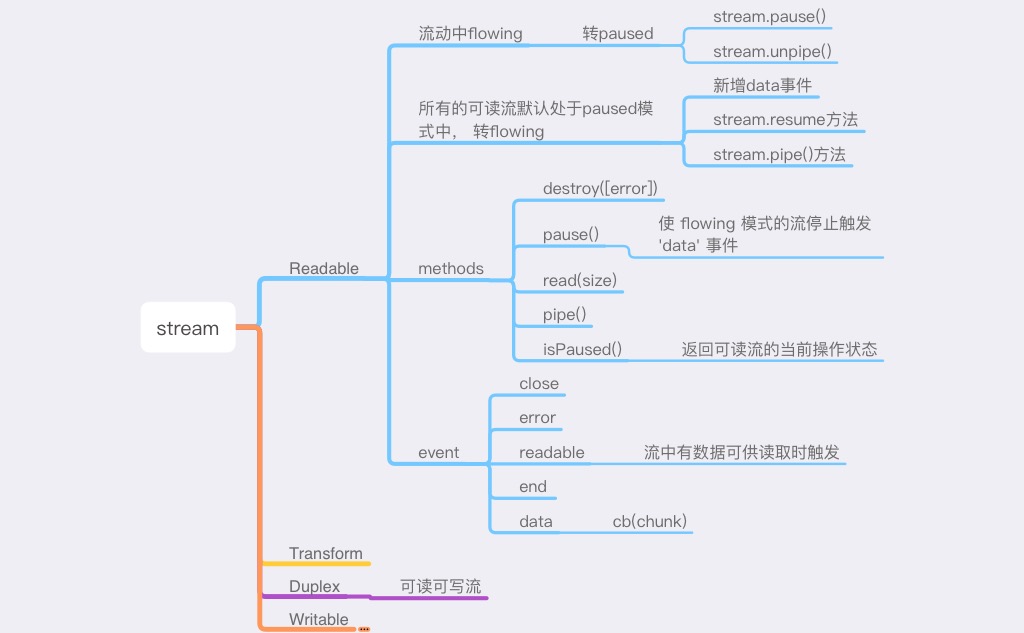 stream
Readable
流动中flowing
转paused
stream.pause()
stream.unpipe()
所有的可读流默认处于paused模
式中， 转flowing
新增data事件
stream.resume方法
stream.pipe()方法
methods
destroy([error])
pause()
使 flowing 模式的流停止触发
'data' 事件
read(size)
pipe()
isPaused()
返回可读流的当前操作状态
event
close
error
readable
流中有数据可供读取时触发
end
data
cb(chunk)
Transform
Duplex
可读可写流
Writable